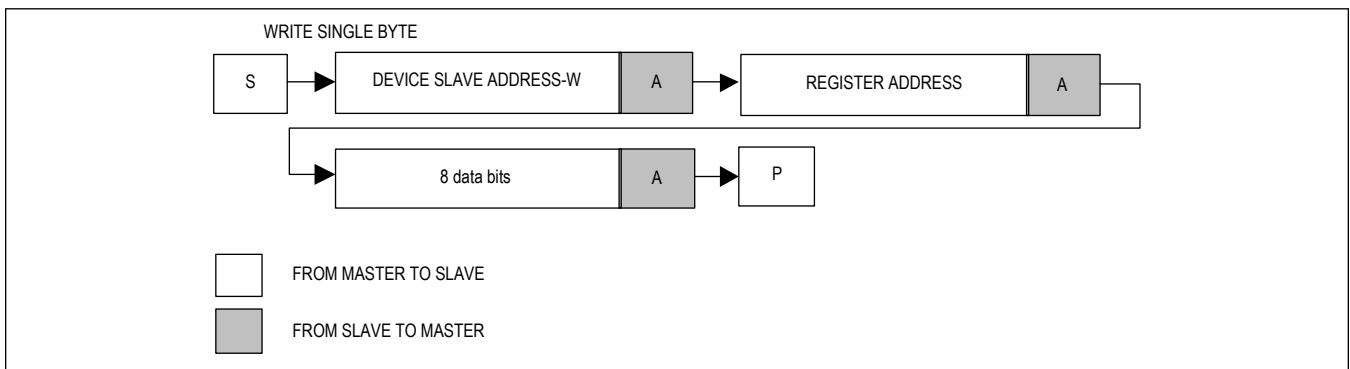 WRITE SINGLE BYTE
S DEVICE SLAVE ADDRESS-W A REGISTER ADDRESS A
8 data bits A P
FROM MASTER TO SLAVE
FROM SLAVE TO MASTER